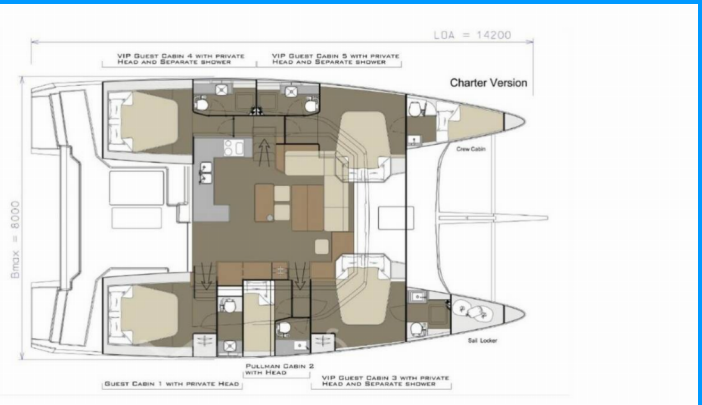 LOA = 14200
VIP Guest Cabin 4 with private
Head and Separate shower
VIP Guest Cabin 5 with private
Head and Separate shower
Charter Version
Crew Cabin
Bmax = 8000
Sail Locker
Pullman Cabin 2
with Head
Guest Cabin 1 with private Head
VIP Guest Cabin 3 with private
Head and Separate shower